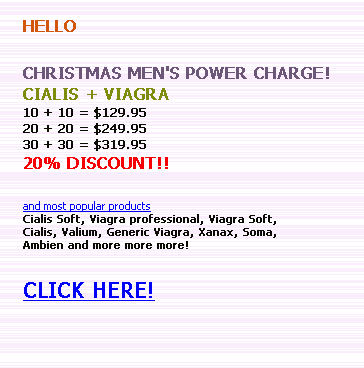 HELLO
CHRISTMAS MEN'S POWER CHARGE!
CIALIS + VIAGRA
10 + 10 = $129.95
20 + 20 = $249.95
30 + 30 = $319.95
20% DISCOUNT!!
and most popular products
Cialis Soft, Viagra professional, Viagra Soft,
Cialis, Valium, Generic Viagra, Xanax, Soma,
Ambien and more more more!
CLICK HERE!